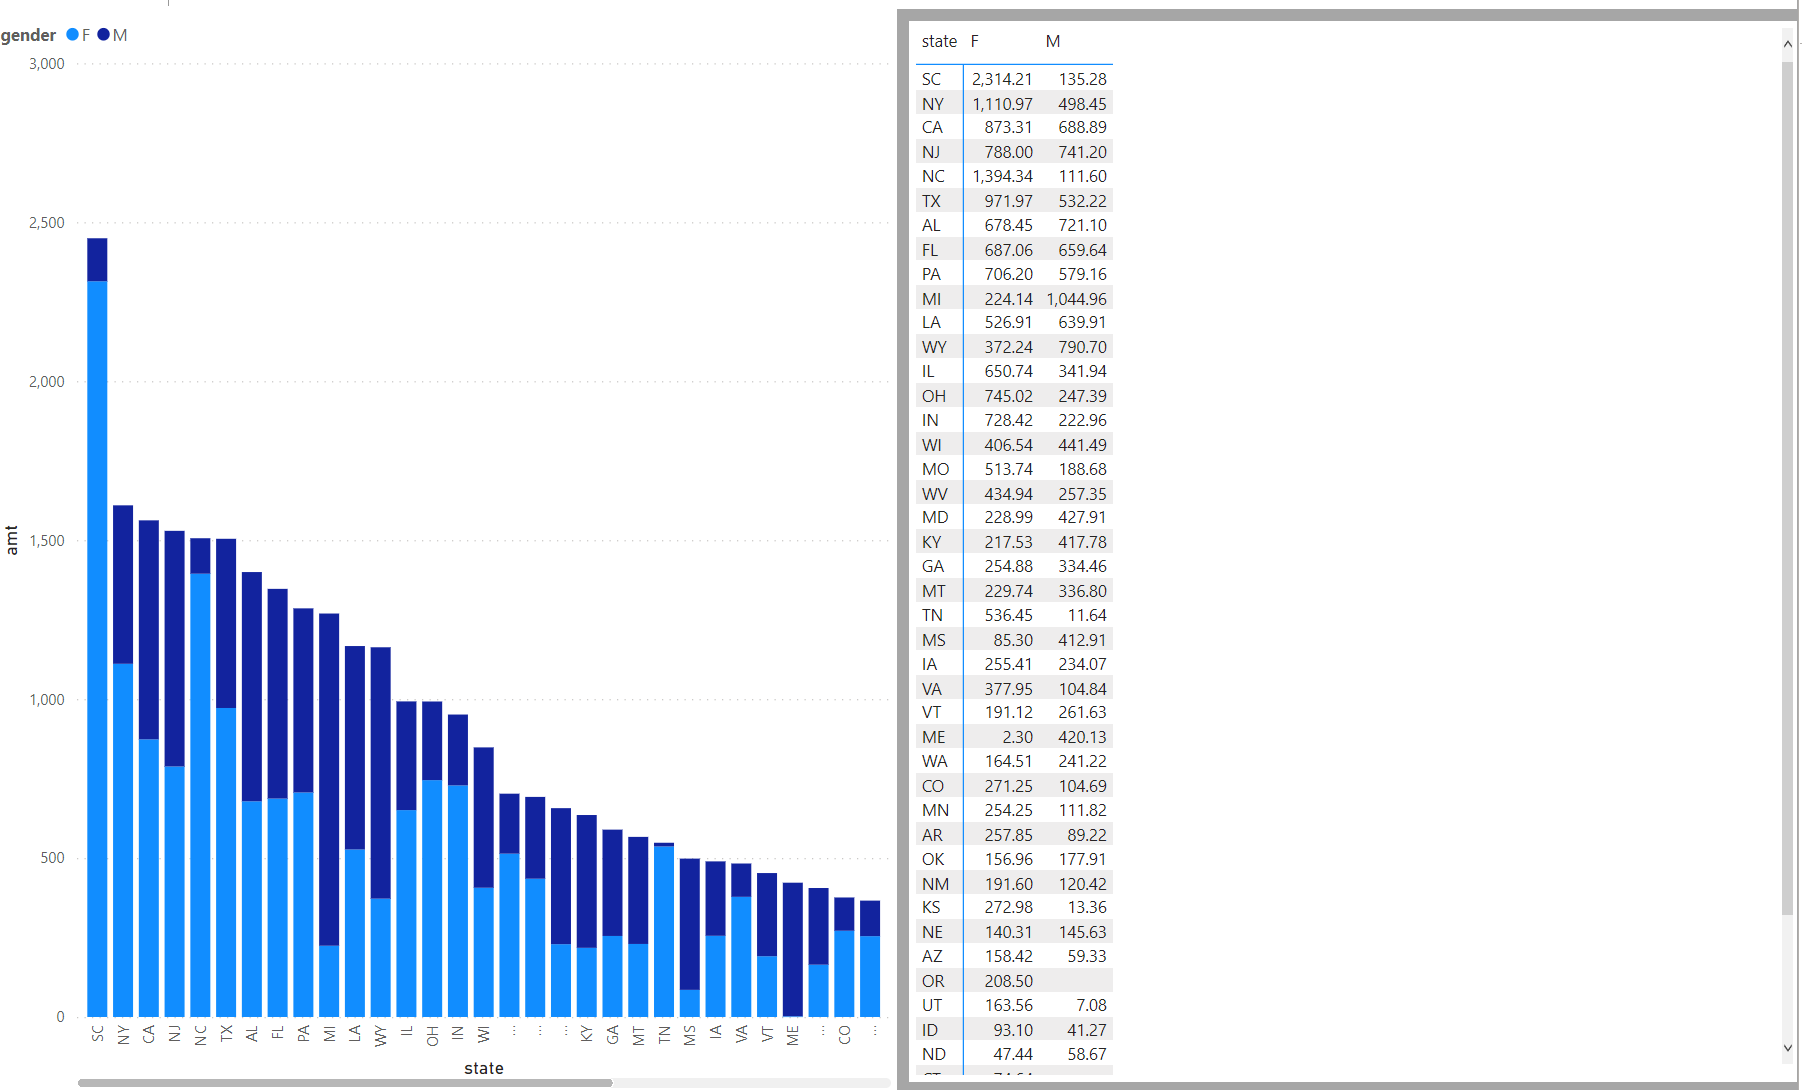 gender F M
3,000
2,500
2,000
1,500
1,000
500
0
amt
SC NY CA NJ NC TX AL FL PA MI LA WY IL OH IN WI ... ... ... KY GA MT TN MS IA VA VT ME ... CO ...
state
state F M
SC 2,314.21 135.28
NY 1,110.97 498.45
CA 873.31 688.89
NJ 788.00 741.20
NC 1,394.34 111.60
TX 971.97 532.22
AL 678.45 721.10
FL 687.06 659.64
PA 706.20 579.16
MI 224.14 1,044.96
LA 526.91 639.91
WY 372.24 790.70
IL 650.74 341.94
OH 745.02 247.39
IN 728.42 222.96
WI 406.54 441.49
MO 513.74 188.68
WV 434.94 257.35
MD 228.99 427.91
KY 217.53 417.78
GA 254.88 334.46
MT 229.74 336.80
TN 536.45 11.64
MS 85.30 412.91
IA 255.41 234.07
VA 377.95 104.84
VT 191.12 261.63
ME 2.30 420.13
WA 164.51 241.22
CO 271.25 104.69
MN 254.25 111.82
AR 257.85 89.22
OK 156.96 177.91
NM 191.60 120.42
KS 272.98 13.36
NE 140.31 145.63
AZ 158.42 59.33
OR 208.50
UT 163.56 7.08
ID 93.10 41.27
ND 47.44 58.67